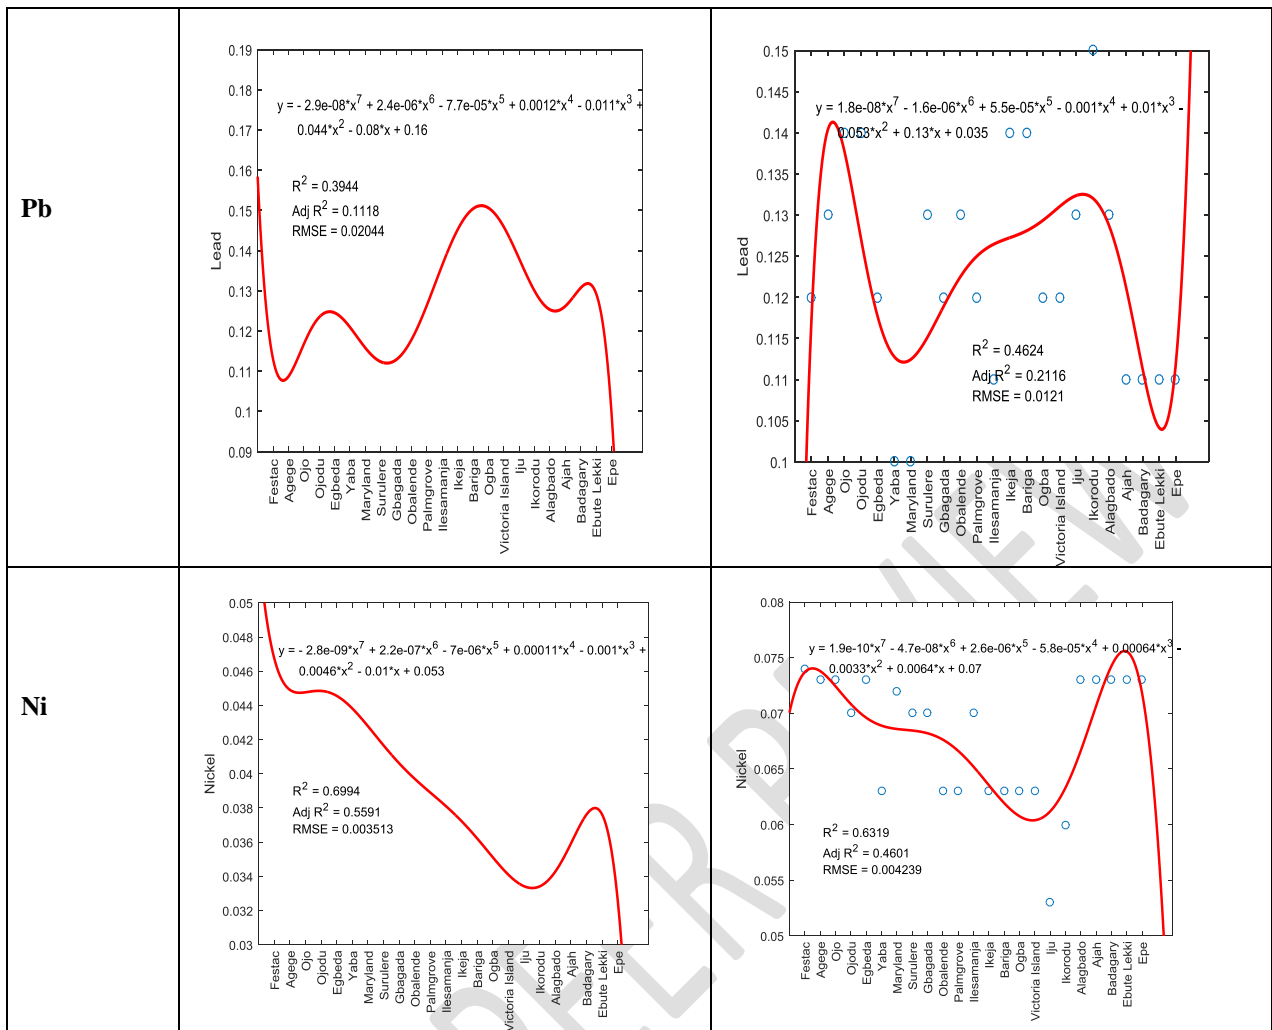 Pb
0.19
0.18
0.17
0.16
0.15
0.14
0.13
0.12
0.11
0.1
0.09
Lead
y = - 2.9e-08*x^7 + 2.4e-06*x^6 - 7.7e-05*x^5 + 0.0012*x^4 - 0.011*x^3 +
0.044*x^2 - 0.08*x + 0.16
R^2 = 0.3944
Adj R^2 = 0.1118
RMSE = 0.02044
Festac
Agege
Ojo
Ojodu
Egbeda
Yaba
Maryland
Surulere
Gbagada
Obalende
Palmgrove
Ilesamanja
Ikeja
Bariga
Ogba
Victoria Island
Iju
Ikorodu
Alagbado
Ajah
Badagary
Ebute Lekki
Epe
0.15
0.145
0.14
0.135
0.13
0.125
0.12
0.115
0.11
0.105
0.1
Lead
y = 1.8e-08*x^7 - 1.6e-06*x^6 + 5.5e-05*x^5 - 0.001*x^4 + 0.01*x^3 -
0.053*x^2 + 0.13*x + 0.035
R^2 = 0.4624
Adj R^2 = 0.2116
RMSE = 0.0121
Festac
Agege
Ojo
Ojodu
Egbeda
Yaba
Maryland
Surulere
Gbagada
Obalende
Palmgrove
Ilesamanja
Ikeja
Bariga
Ogba
Victoria Island
Iju
Ikorodu
Alagbado
Ajah
Badagary
Ebute Lekki
Epe
Ni
0.05
0.048
0.046
0.044
0.042
0.04
0.038
0.036
0.034
0.032
0.03
Nickel
y = - 2.8e-09*x^7 + 2.2e-07*x^6 - 7e-06*x^5 + 0.00011*x^4 - 0.001*x^3 +
0.0046*x^2 - 0.01*x + 0.053
R^2 = 0.6994
Adj R^2 = 0.5591
RMSE = 0.003513
Festac
Agege
Ojo
Ojodu
Egbeda
Yaba
Maryland
Surulere
Gbagada
Obalende
Palmgrove
Ilesamanja
Ikeja
Bariga
Ogba
Victoria Island
Iju
Ikorodu
Alagbado
Ajah
Badagary
Ebute Lekki
Epe
0.08
0.075
0.07
0.065
0.06
0.055
0.05
Nickel
y = 1.9e-10*x^7 - 4.7e-08*x^6 + 2.6e-06*x^5 - 5.8e-05*x^4 + 0.00064*x^3 -
0.0033*x^2 + 0.0064*x + 0.07
R^2 = 0.6319
Adj R^2 = 0.4601
RMSE = 0.004239
Festac
Agege
Ojo
Ojodu
Egbeda
Yaba
Maryland
Surulere
Gbagada
Obalende
Palmgrove
Ilesamanja
Ikeja
Bariga
Ogba
Victoria Island
Iju
Ikorodu
Alagbado
Ajah
Badagary
Ebute Lekki
Epe